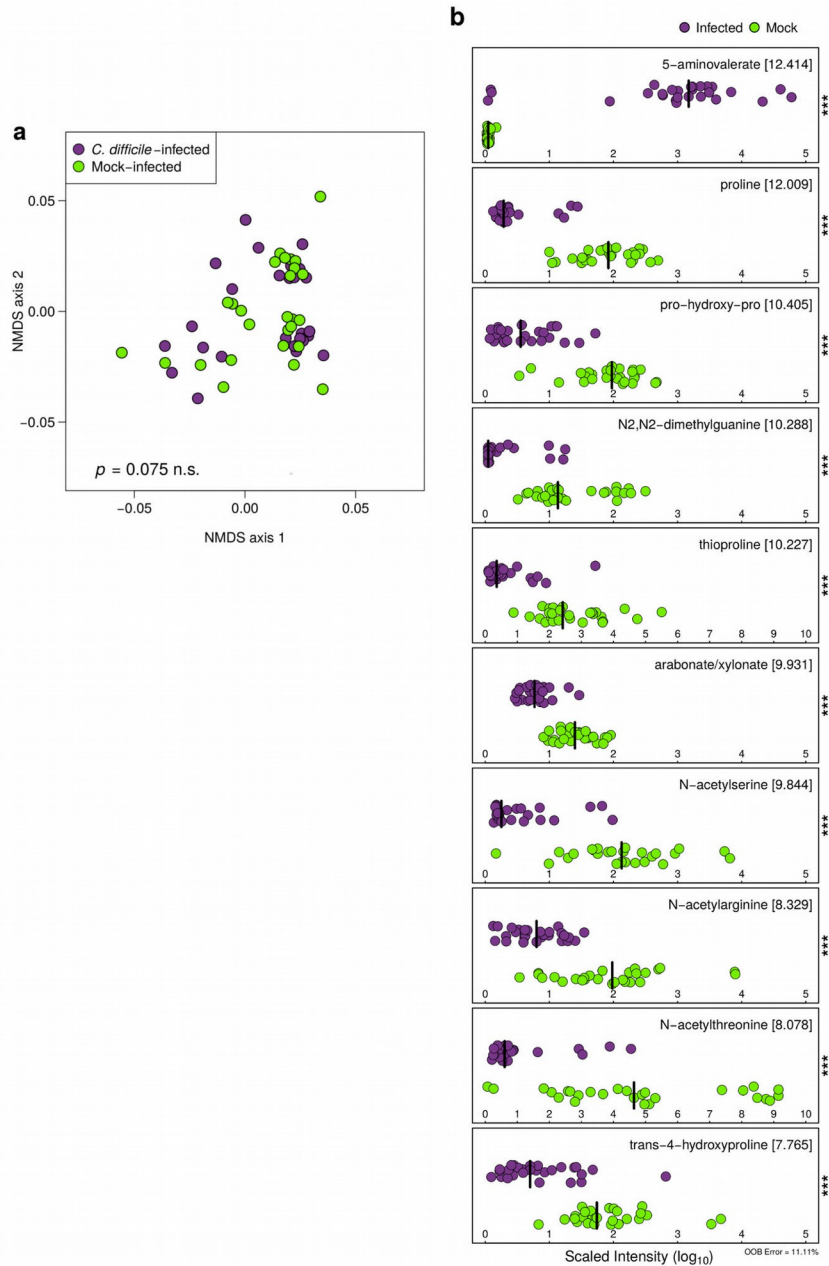 a
C. difficile−infected
Mock−infected
0.05
0.00
−0.05
NMDS axis 2
p = 0.075 n.s.
−0.05 0.00 0.05
NMDS axis 1
b
Infected Mock
5−aminovalerate [12.414]
***
0 1 2 3 4 5
proline [12.009]
***
0 1 2 3 4 5
pro−hydroxy−pro [10.405]
***
0 1 2 3 4 5
N2,N2−dimethylguanine [10.288]
***
0 1 2 3 4 5
thioproline [10.227]
***
0 1 2 3 4 5 6 7 8 9 10
arabonate/xylonate [9.931]
***
0 1 2 3 4 5
N−acetylserine [9.844]
***
0 1 2 3 4 5
N−acetylarginine [8.329]
***
0 1 2 3 4 5
N−acetylthreonine [8.078]
***
0 1 2 3 4 5 6 7 8 9 10
trans−4−hydroxyproline [7.765]
***
0 1 2 3 4 5
Scaled Intensity (log10)
OOB Error = 11.11%